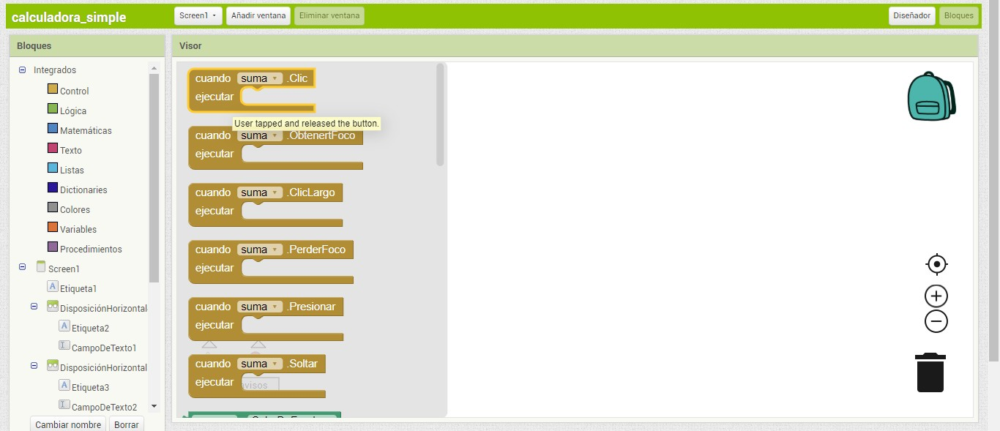 calculadora_simple
Screen1
Añadir ventana
Eliminar ventana
Diseñador
Bloques
Bloques
Integrados
Control
Lógica
Matemáticas
Texto
Listas
Dictionaries
Colores
Variables
Procedimientos
Screen1
Etiqueta1
DisposiciónHorizontal
Etiqueta2
CampoDeTexto1
DisposiciónHorizontal
Etiqueta3
CampoDeTexto2
Cambiar nombre
Borrar
Visor
cuando suma .Clic
ejecutar
User tapped and released the button.
cuando suma .ObtenertFoco
ejecutar
cuando suma .ClicLargo
ejecutar
cuando suma .PerderFoco
ejecutar
cuando suma .Presionar
ejecutar
cuando suma .Soltar
ejecutar
avisos